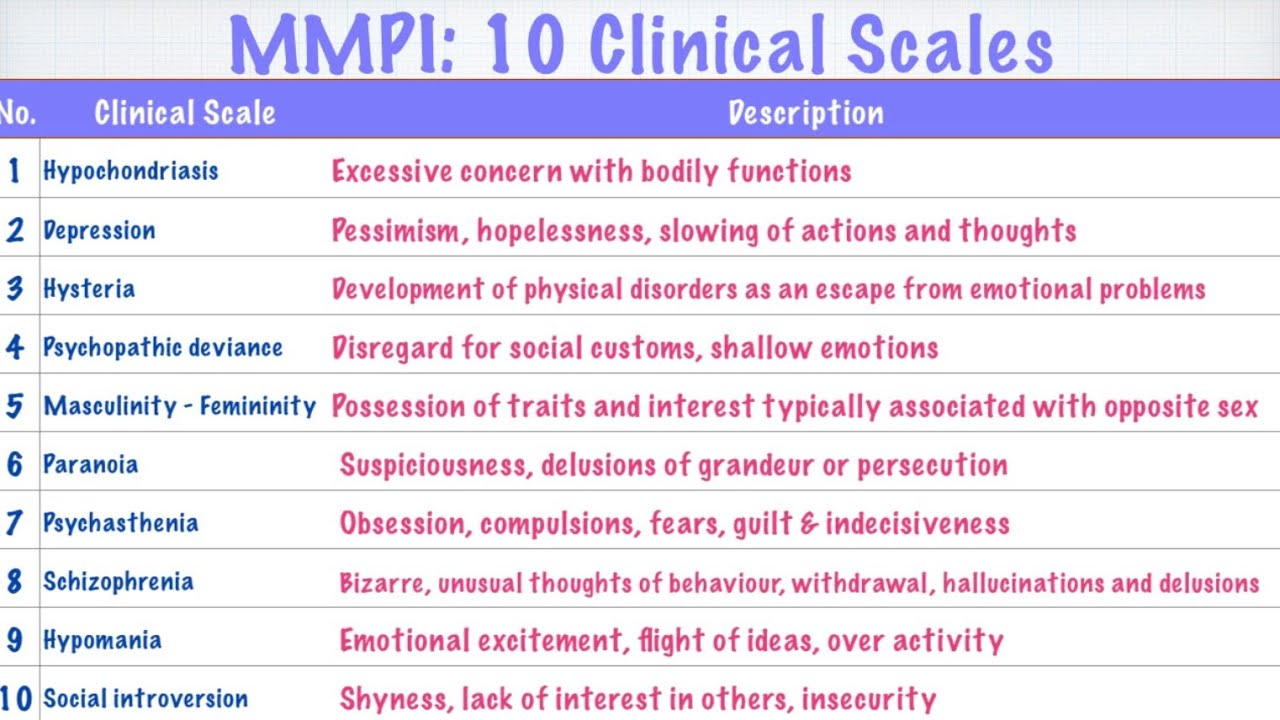 MMPI: 10 Clinical Scales
No. Clinical Scale Description
1 Hypochondriasis Excessive concern with bodily functions
2 Depression Pessimism, hopelessness, slowing of actions and thoughts
3 Hysteria Development of physical disorders as an escape from emotional problems
4 Psychopathic deviance Disregard for social customs, shallow emotions
5 Masculinity - Femininity Possession of traits and interest typically associated with opposite sex
6 Paranoia Suspiciousness, delusions of grandeur or persecution
7 Psychasthenia Obsession, compulsions, fears, guilt & indecisiveness
8 Schizophrenia Bizarre, unusual thoughts of behaviour, withdrawal, hallucinations and delusions
9 Hypomania Emotional excitement, flight of ideas, over activity
10 Social introversion Shyness, lack of interest in others, insecurity